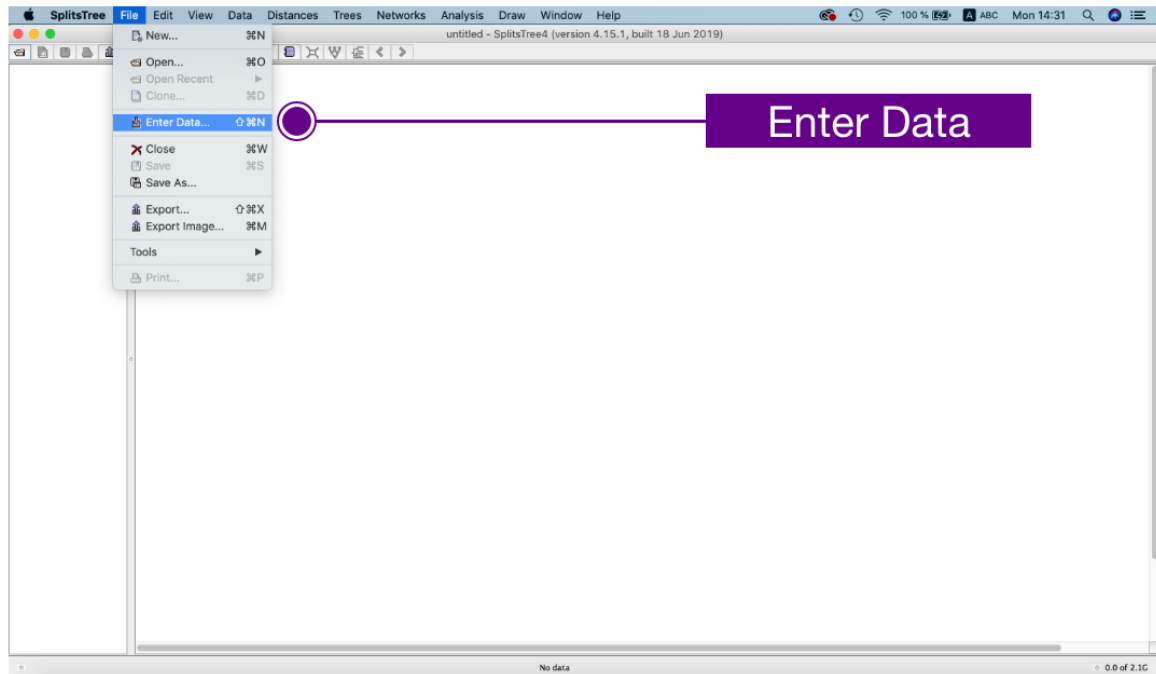 SplitsTree File Edit View Data Distances Trees Networks Analysis Draw Window Help 100 % ABC Mon 14:31
untitled - SplitsTree4 (version 4.15.1, built 18 Jun 2019)
New... ⌘N
Open... ⌘O
Open Recent
Clone... ⌘D
Enter Data... ⇧⌘N
Enter Data
Close ⌘W
Save ⌘S
Save As...
Export... ⇧⌘X
Export Image... ⌘M
Tools
Print... ⌘P
No data 0.0 of 2.1G